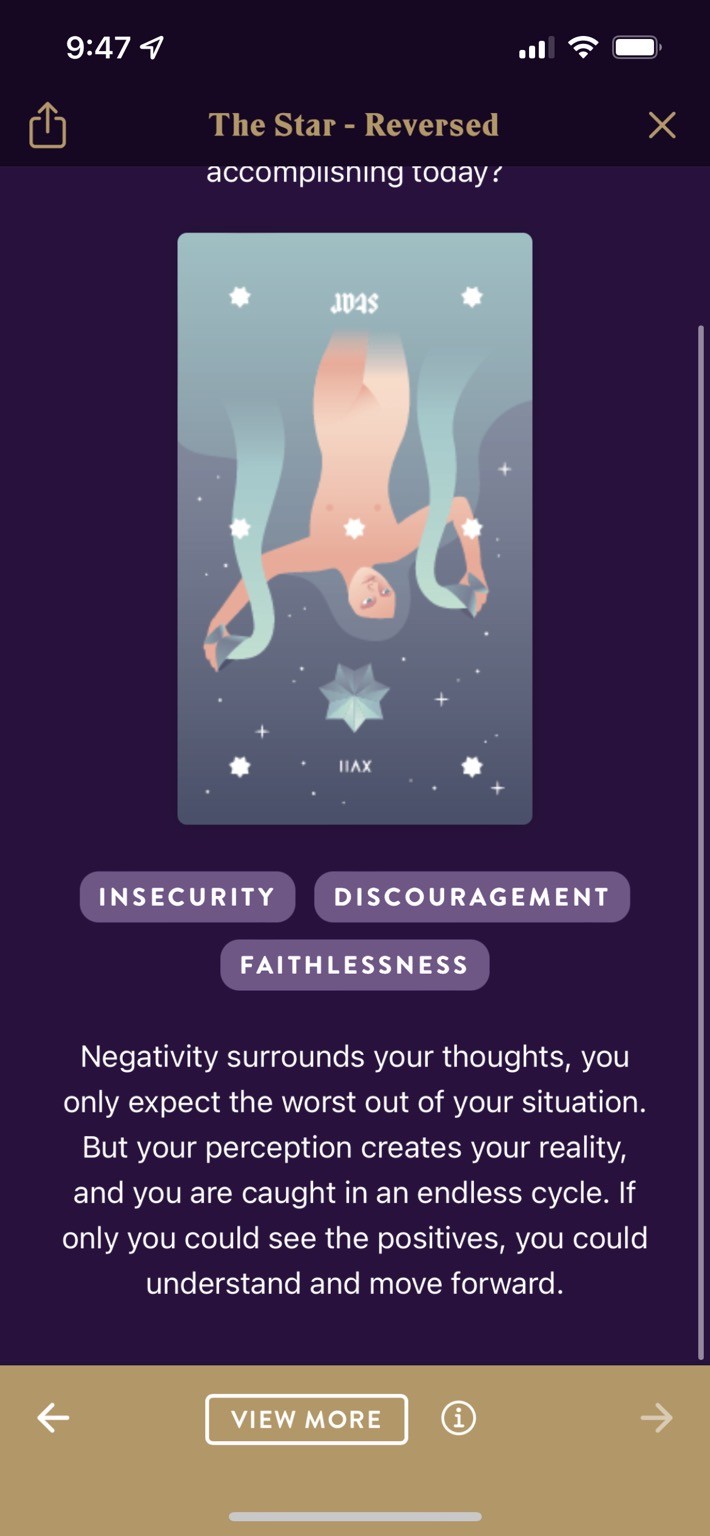 9:47
The Star - Reversed
accomplishing today?
star
XVII
INSECURITY
DISCOURAGEMENT
FAITHLESSNESS
Negativity surrounds your thoughts, you
only expect the worst out of your situation.
But your perception creates your reality,
and you are caught in an endless cycle. If
only you could see the positives, you could
understand and move forward.
VIEW MORE